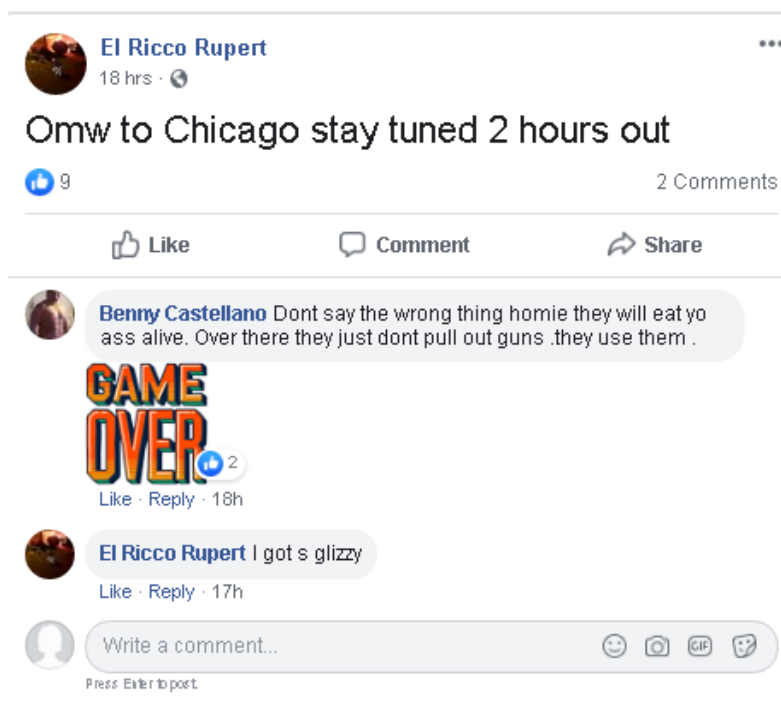 El Ricco Rupert
18 hrs ·
Omw to Chicago stay tuned 2 hours out
9 2 Comments
Like Comment Share
Benny Castellano Dont say the wrong thing homie they will eat yo
ass alive. Over there they just dont pull out guns .they use them .
GAME
OVER
2
Like · Reply · 18h
El Ricco Rupert I got s glizzy
Like · Reply · 17h
Write a comment...
GIF
Press Enter to post.